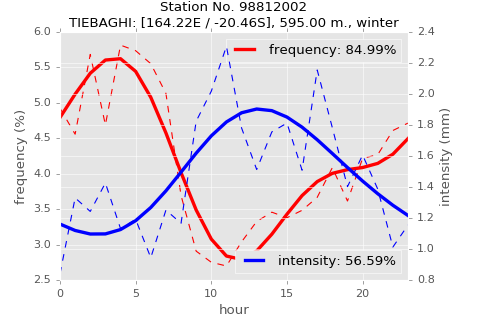 Station No. 98812002
TIEBAGHI: [164.22E / -20.46S], 595.00 m., winter
frequency: 84.99%
intensity: 56.59%
frequency (%)
6.0
5.5
5.0
4.5
4.0
3.5
3.0
2.5
intensity (mm)
2.4
2.2
2.0
1.8
1.6
1.4
1.2
1.0
0.8
0 5 10 15 20
hour